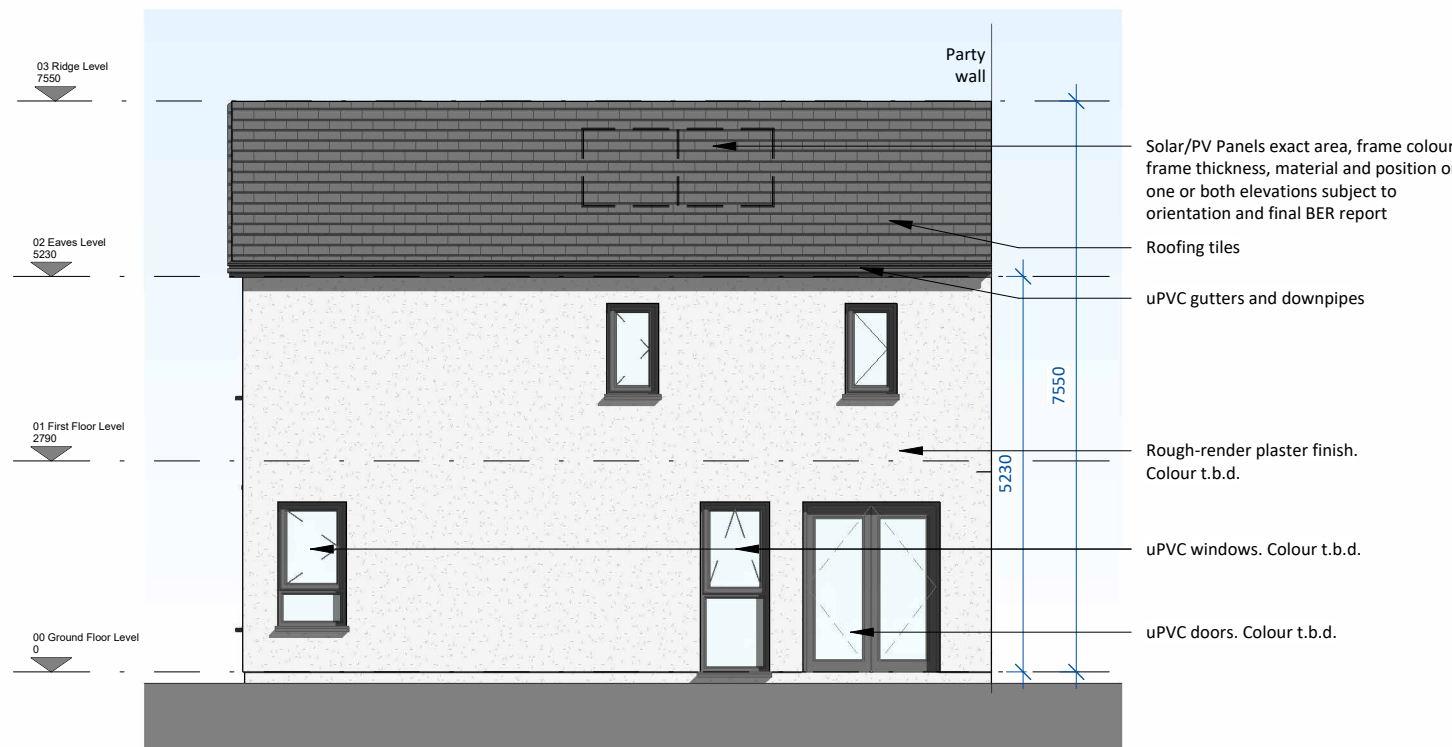 03 Ridge Level
7550
02 Eaves Level
5230
01 First Floor Level
2790
00 Ground Floor Level
0
Party
wall
7550
5230
Solar/PV Panels exact area, frame colour
frame thickness, material and position
one or both elevations subject to
orientation and final BER report
Roofing tiles
uPVC gutters and downpipes
Rough-render plaster finish.
Colour t.b.d.
uPVC windows. Colour t.b.d.
uPVC doors. Colour t.b.d.